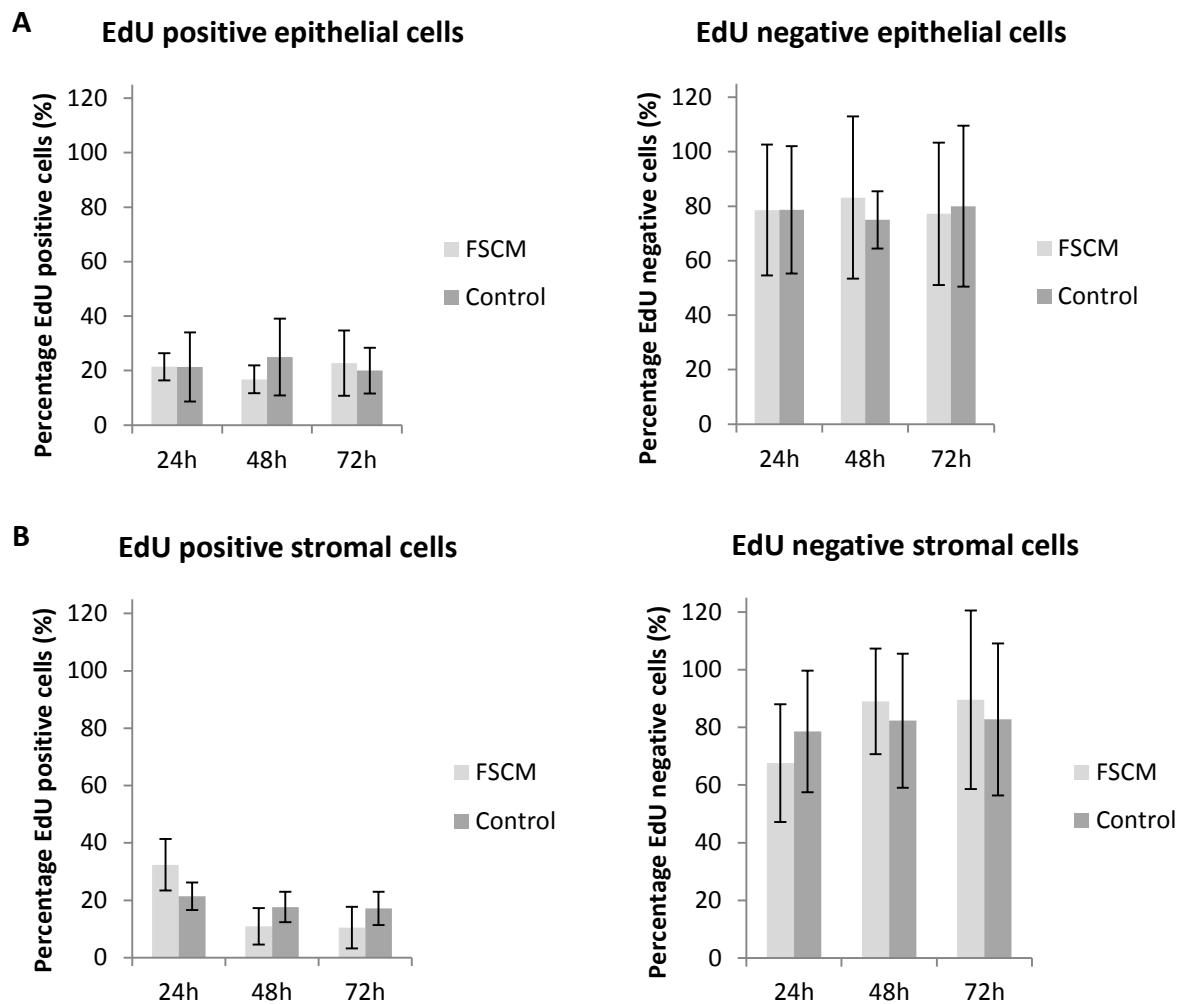 A
EdU positive epithelial cells
Percentage EdU positive cells (%)
120
100
80
60
40
20
0
24h 48h 72h
FSCM
Control
EdU negative epithelial cells
Percentage EdU negative cells (%)
120
100
80
60
40
20
0
24h 48h 72h
FSCM
Control
B
EdU positive stromal cells
Percentage EdU positive cells (%)
120
100
80
60
40
20
0
24h 48h 72h
FSCM
Control
EdU negative stromal cells
Percentage EdU negative cells (%)
120
100
80
60
40
20
0
24h 48h 72h
FSCM
Control